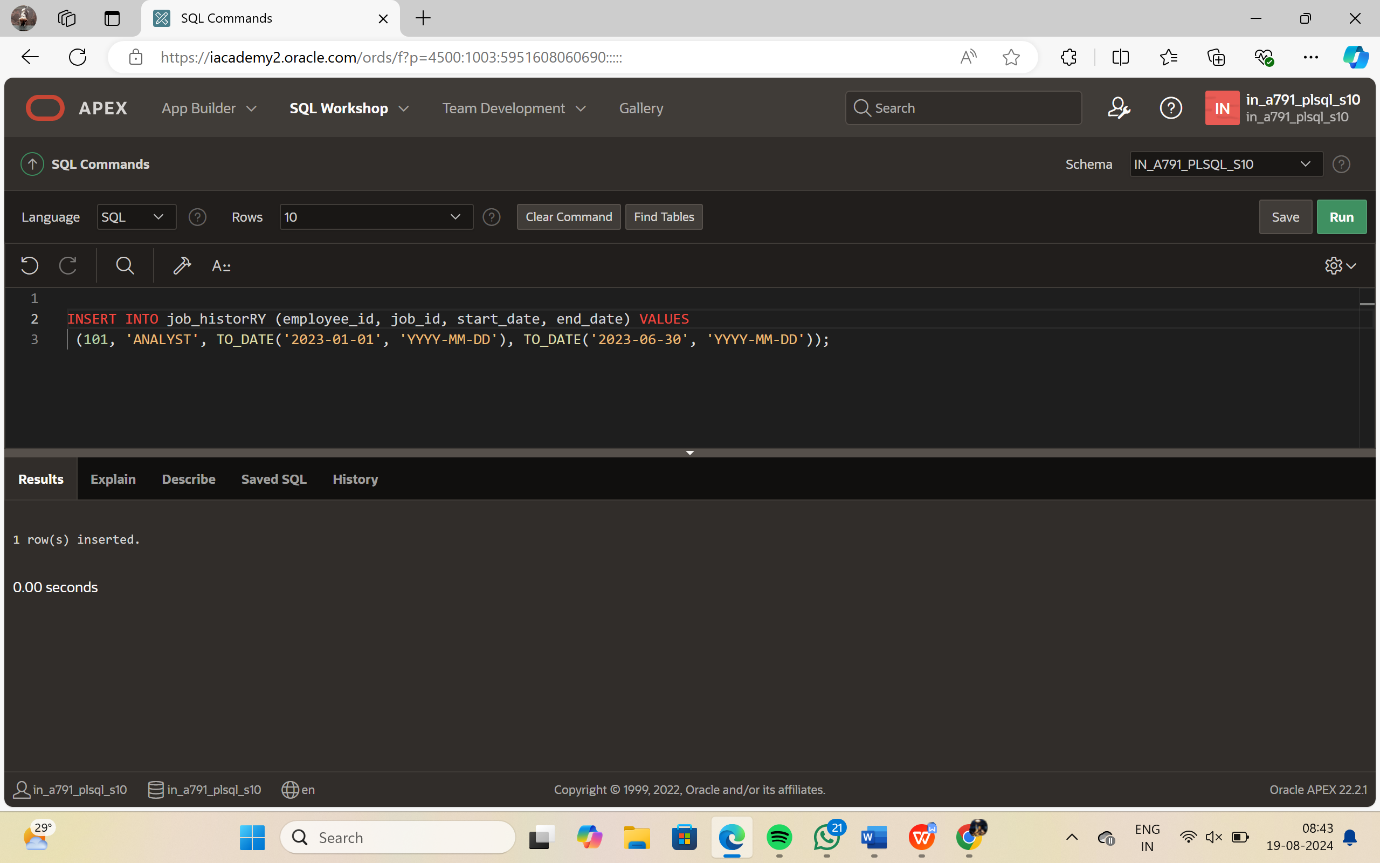 SQL Commands
https://iacademy2.oracle.com/ords/f?p=4500:1003:5951608060690:::::
APEX App Builder SQL Workshop Team Development Gallery Search IN in_a791_plsql_s10
in_a791_plsql_s10
SQL Commands Schema IN_A791_PLSQL_S10
Language SQL Rows 10 Clear Command Find Tables Save Run
1
2 INSERT INTO job_historRY (employee_id, job_id, start_date, end_date) VALUES
3 (101, 'ANALYST', TO_DATE('2023-01-01', 'YYYY-MM-DD'), TO_DATE('2023-06-30', 'YYYY-MM-DD'));
Results Explain Describe Saved SQL History
1 row(s) inserted.
0.00 seconds
in_a791_plsql_s10 in_a791_plsql_s10 en Copyright © 1999, 2022, Oracle and/or its affiliates. Oracle APEX 22.2.1
29° Search 21 W ENG 08:43
IN 19-08-2024